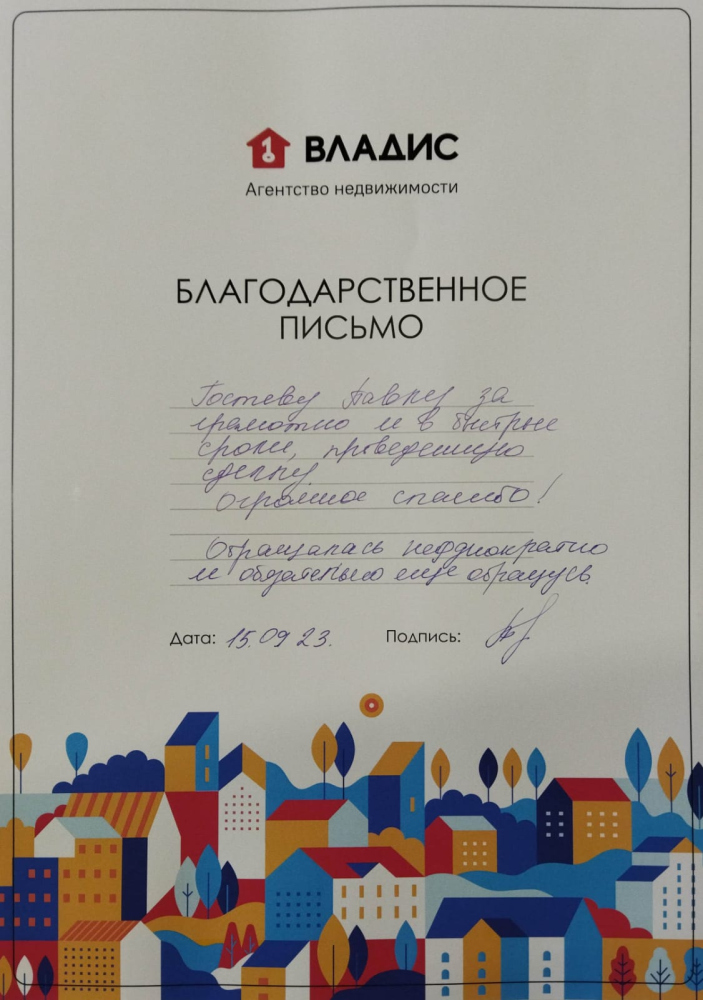 ВЛАДИС
Агентство недвижимости
БЛАГОДАРСТВЕННОЕ
ПИСЬМО
Гостеву Павлу за
грамотно и в быстрые
сроки, проведенную
сделку
Огромное спасибо!
Обращалась неоднократно
и обязательно еще обращусь.
Дата: 15.09 23. Подпись: